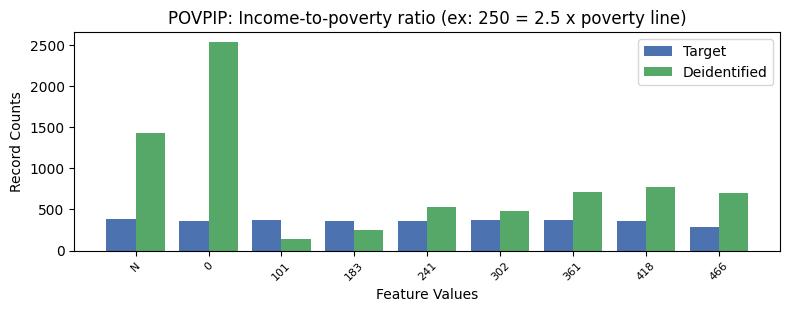 POVPIP: Income-to-poverty ratio (ex: 250 = 2.5 x poverty line)
Target
Deidentified
Record Counts
2500
2000
1500
1000
500
0
N
0
101
183
241
302
361
418
466
Feature Values